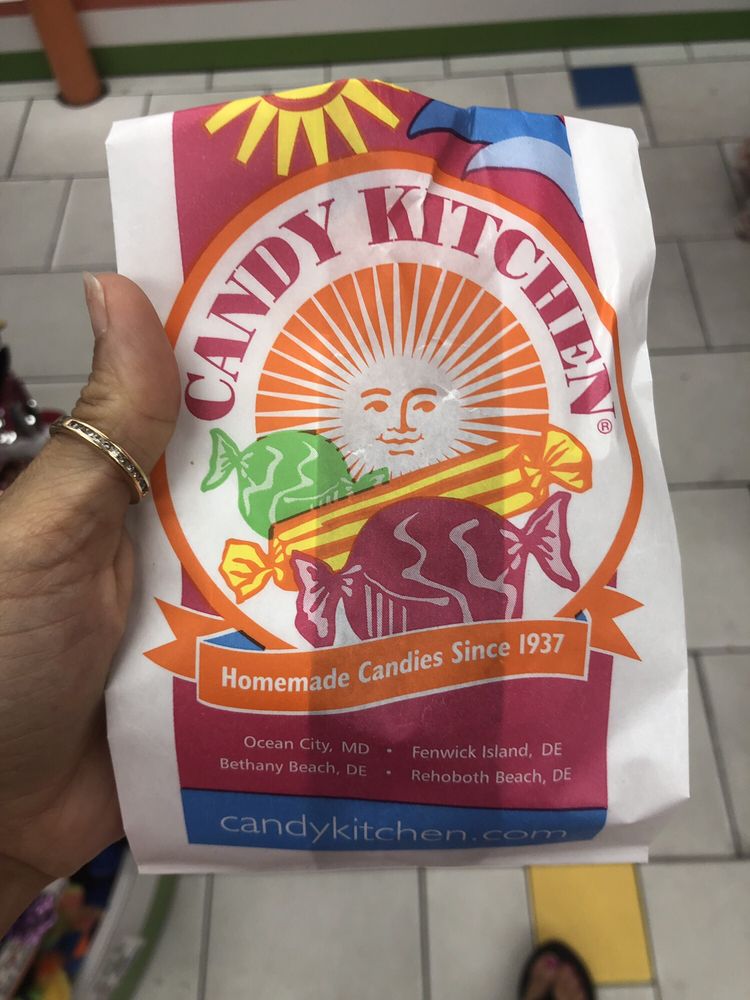 CANDY KITCHEN®
Homemade Candies Since 1937
Ocean City, MD • Fenwick Island, DE
Bethany Beach, DE • Rehoboth Beach, DE
candykitchen.com